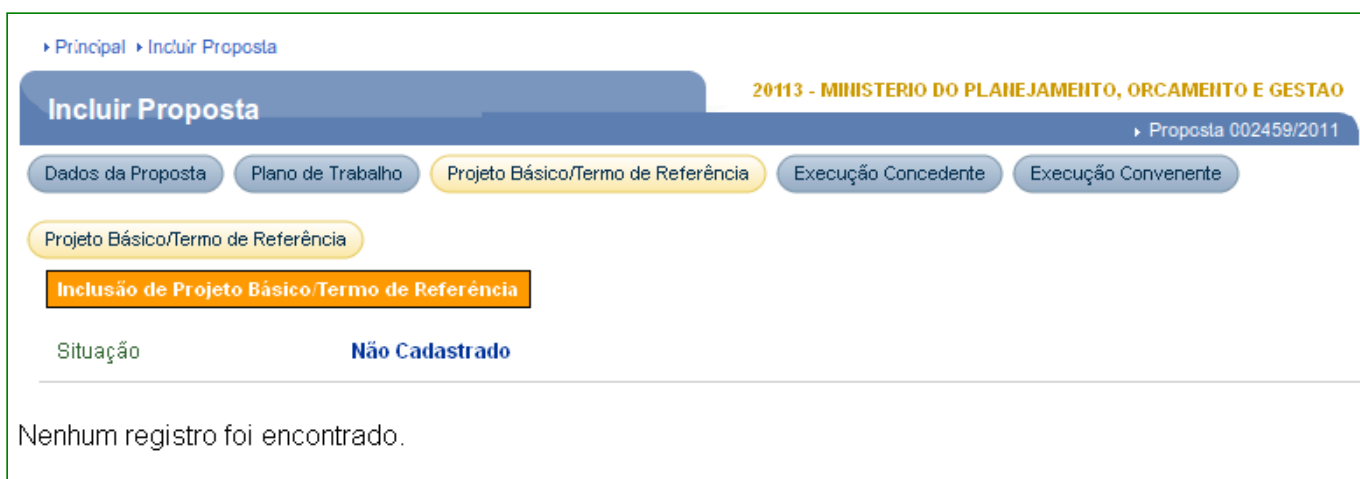 Principal Incluir Proposta
Incluir Proposta
20113 - MINISTERIO DO PLANEJAMENTO, ORCAMENTO E GESTAO
Proposta 002459/2011
Dados da Proposta Plano de Trabalho Projeto Básico/Termo de Referência Execução Concedente Execução Convenente
Projeto Básico/Termo de Referência
Inclusão de Projeto Básico/Termo de Referência
Situação Não Cadastrado
Nenhum registro foi encontrado.